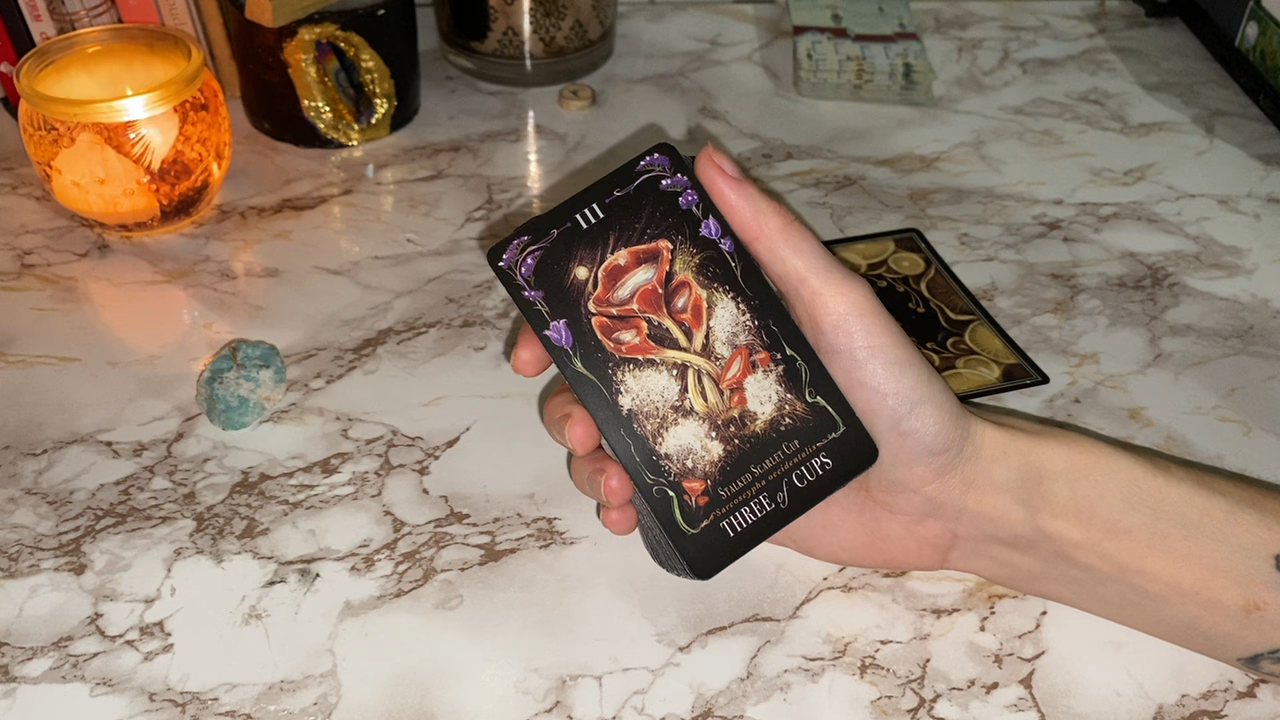 III
Stalked Scarlet Cup
Sarcoscypha occidentalis
THREE of CUPS